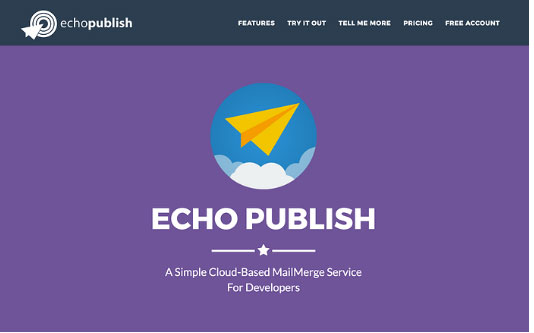 echopublish
FEATURES TRY IT OUT TELL ME MORE PRICING FREE ACCOUNT
ECHO PUBLISH
A Simple Cloud-Based MailMerge Service
For Developers